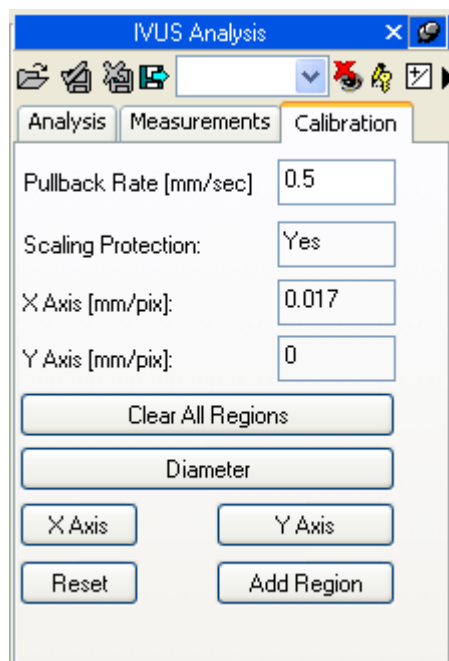 IVUS Analysis
Analysis Measurements Calibration
Pullback Rate [mm/sec] 0.5
Scaling Protection: Yes
X Axis [mm/pix]: 0.017
Y Axis [mm/pix]: 0
Clear All Regions
Diameter
X Axis Y Axis
Reset Add Region